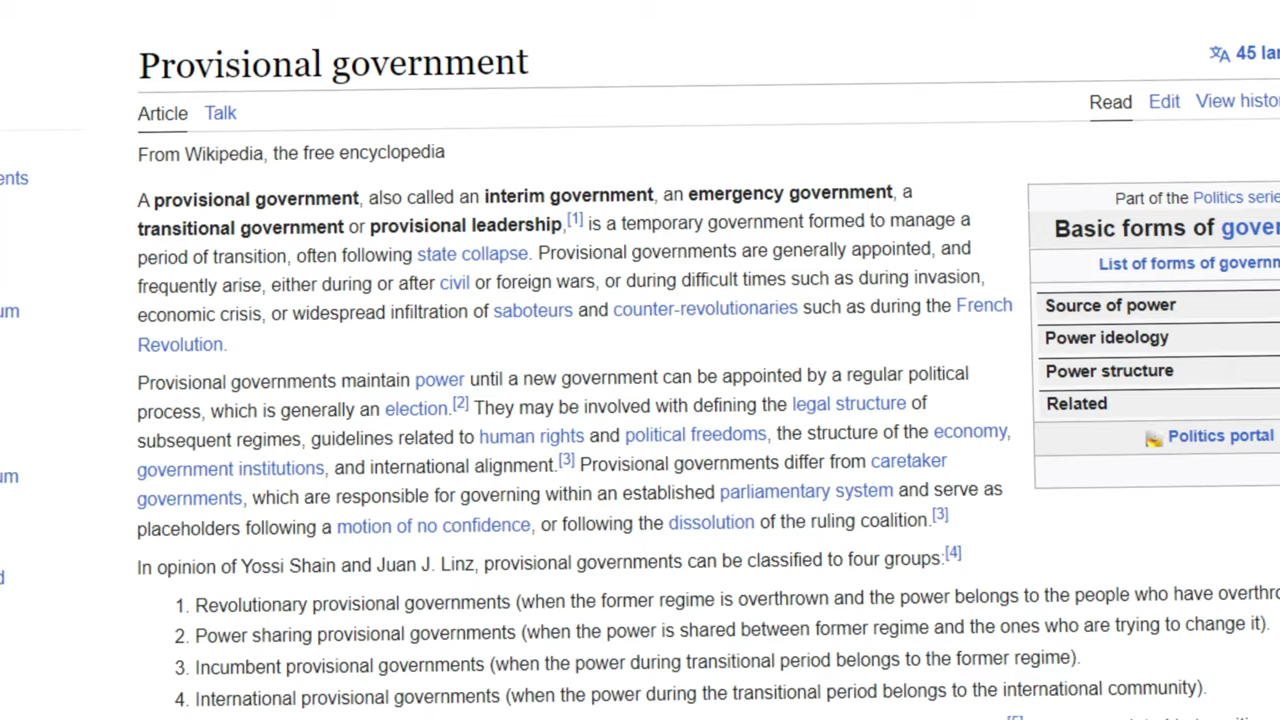 Provisional government
45 lan
Article Talk
Read Edit View histo
From Wikipedia, the free encyclopedia
ents
um
um
d
A provisional government, also called an interim government, an emergency government, a
transitional government or provisional leadership,[1] is a temporary government formed to manage a
period of transition, often following state collapse. Provisional governments are generally appointed, and
frequently arise, either during or after civil or foreign wars, or during difficult times such as during invasion,
economic crisis, or widespread infiltration of saboteurs and counter-revolutionaries such as during the French
Revolution.
Provisional governments maintain power until a new government can be appointed by a regular political
process, which is generally an election.[2] They may be involved with defining the legal structure of
subsequent regimes, guidelines related to human rights and political freedoms, the structure of the economy,
government institutions, and international alignment.[3] Provisional governments differ from caretaker
governments, which are responsible for governing within an established parliamentary system and serve as
placeholders following a motion of no confidence, or following the dissolution of the ruling coalition.[3]
In opinion of Yossi Shain and Juan J. Linz, provisional governments can be classified to four groups:[4]
1. Revolutionary provisional governments (when the former regime is overthrown and the power belongs to the people who have overthro
2. Power sharing provisional governments (when the power is shared between former regime and the ones who are trying to change it).
3. Incumbent provisional governments (when the power during transitional period belongs to the former regime).
4. International provisional governments (when the power during the transitional period belongs to the international community).
Part of the Politics serie
Basic forms of gover
List of forms of governm
Source of power
Power ideology
Power structure
Related
Politics portal